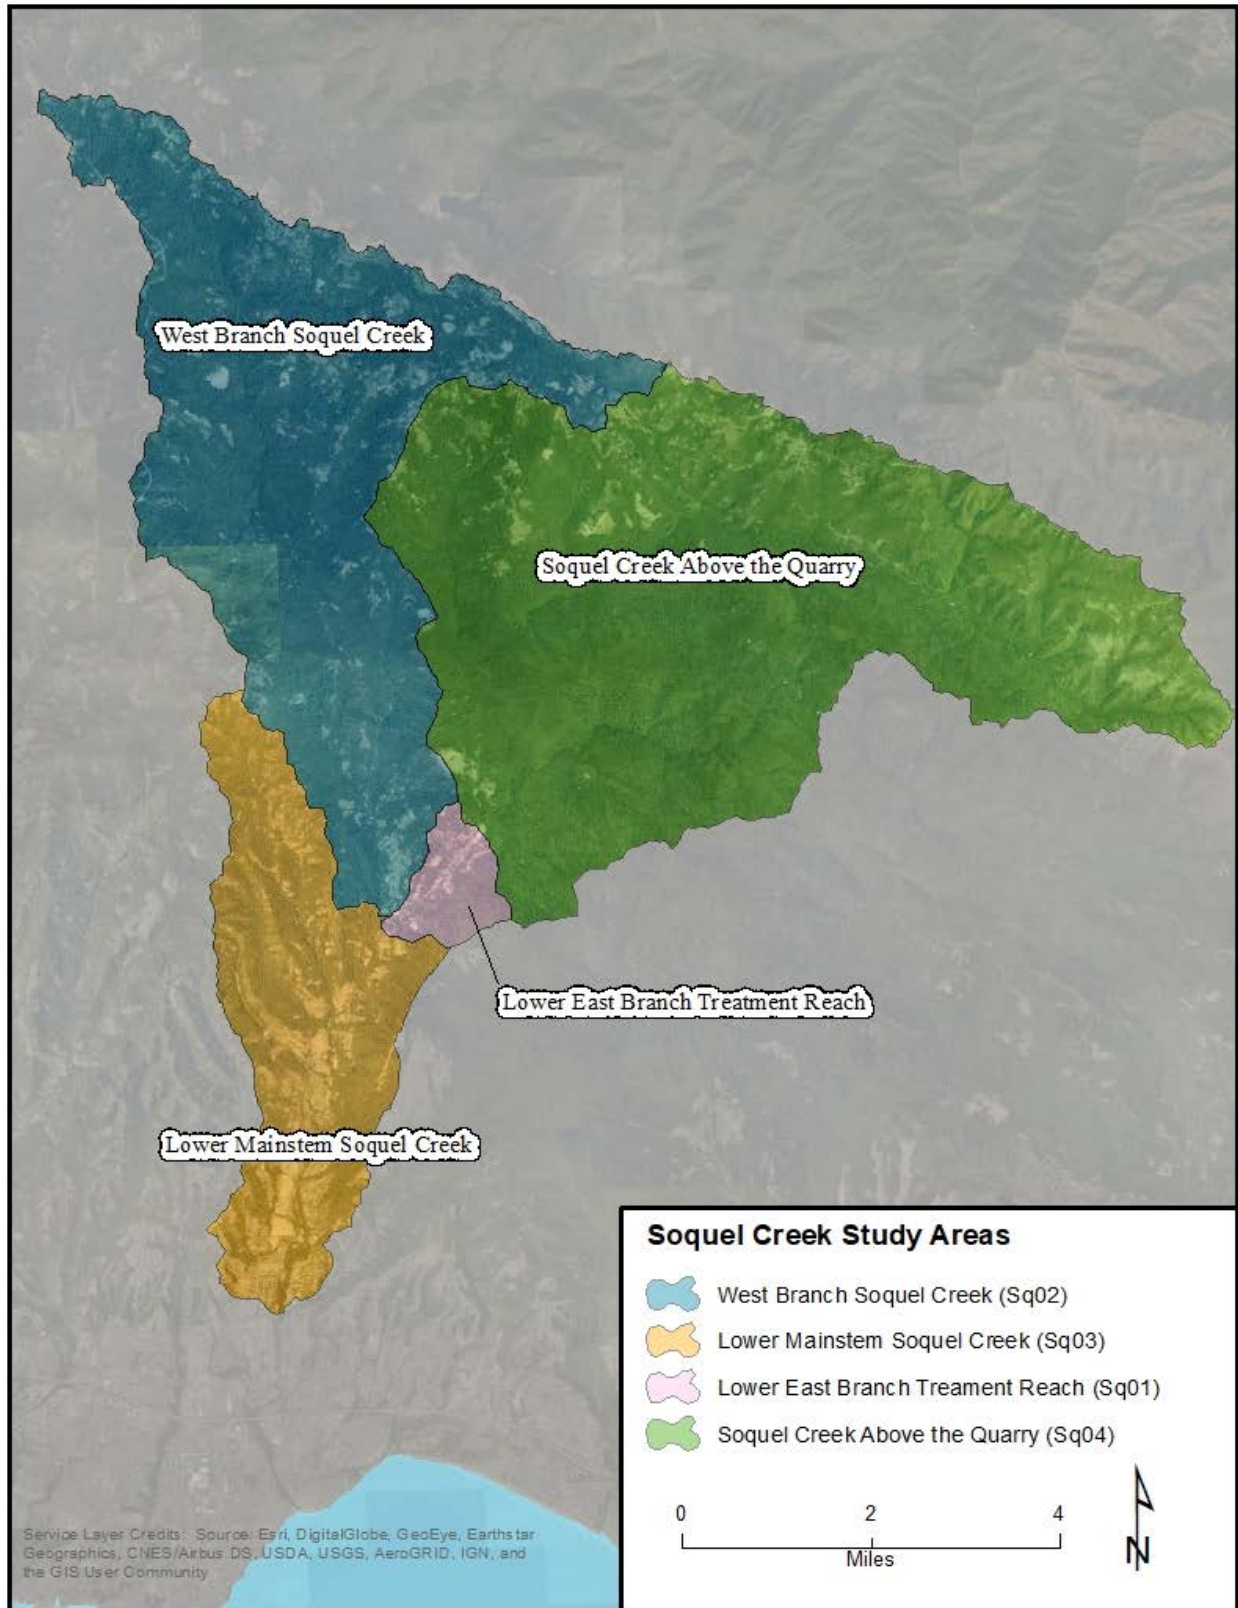 West Branch Soquel Creek
Soquel Creek Above the Quarry
Lower East Branch Treatment Reach
Lower Mainstem Soquel Creek
Soquel Creek Study Areas
West Branch Soquel Creek (Sq02)
Lower Mainstem Soquel Creek (Sq03)
Lower East Branch Treament Reach (Sq01)
Soquel Creek Above the Quarry (Sq04)
0 2 4
Miles
N
Service Layer Credits: Source: Esri, DigitalGlobe, GeoEye, Earthstar
Geographics, CNES/Airbus DS, USDA, USGS, AeroGRID, IGN, and
the GIS User Community